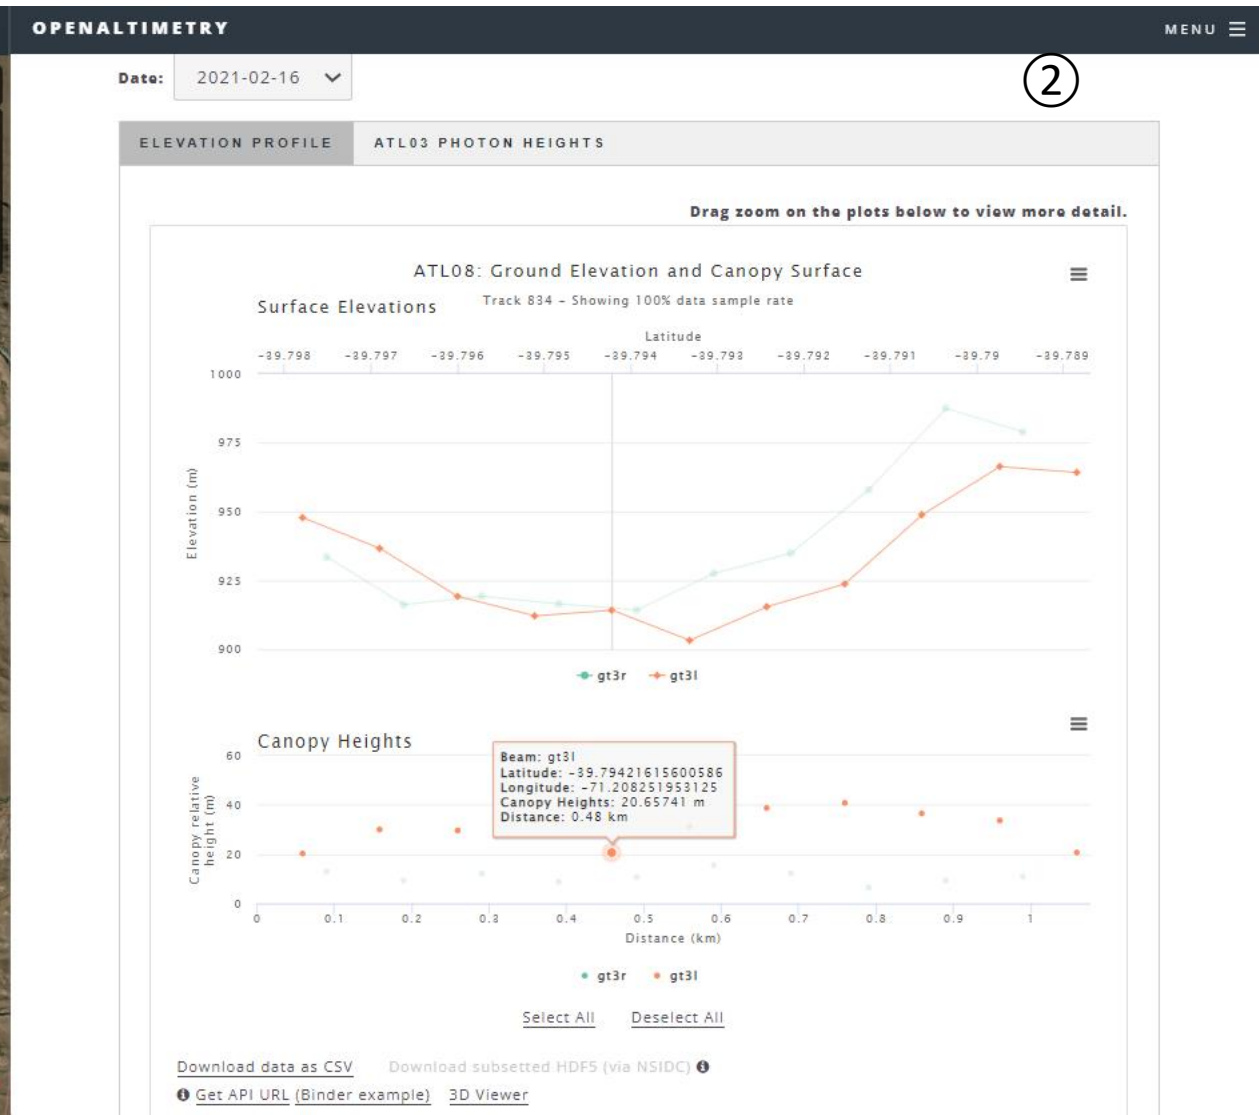 OPENALTIMETRY
MENU
Date: 2021-02-16
2
ELEVATION PROFILE ATL03 PHOTON HEIGHTS
Drag zoom on the plots below to view more detail.
ATL08: Ground Elevation and Canopy Surface
Track 834 – Showing 100% data sample rate
Surface Elevations
Latitude
-39.798 -39.797 -39.796 -39.795 -39.794 -39.793 -39.792 -39.791 -39.79 -39.789
1000
975
950
925
900
Elevation (m)
gt3r gt3l
Canopy Heights
60
40
20
0
Canopy relative
height (m)
Beam: gt3l
Latitude: -39.79421615600586
Longitude: -71.208251953125
Canopy Heights: 20.65741 m
Distance: 0.48 km
0 0.1 0.2 0.3 0.4 0.5 0.6 0.7 0.8 0.9 1
Distance (km)
gt3r gt3l
Select All Deselect All
Download data as CSV Download subsetted HDF5 (via NSIDC)
Get API URL (Binder example) 3D Viewer